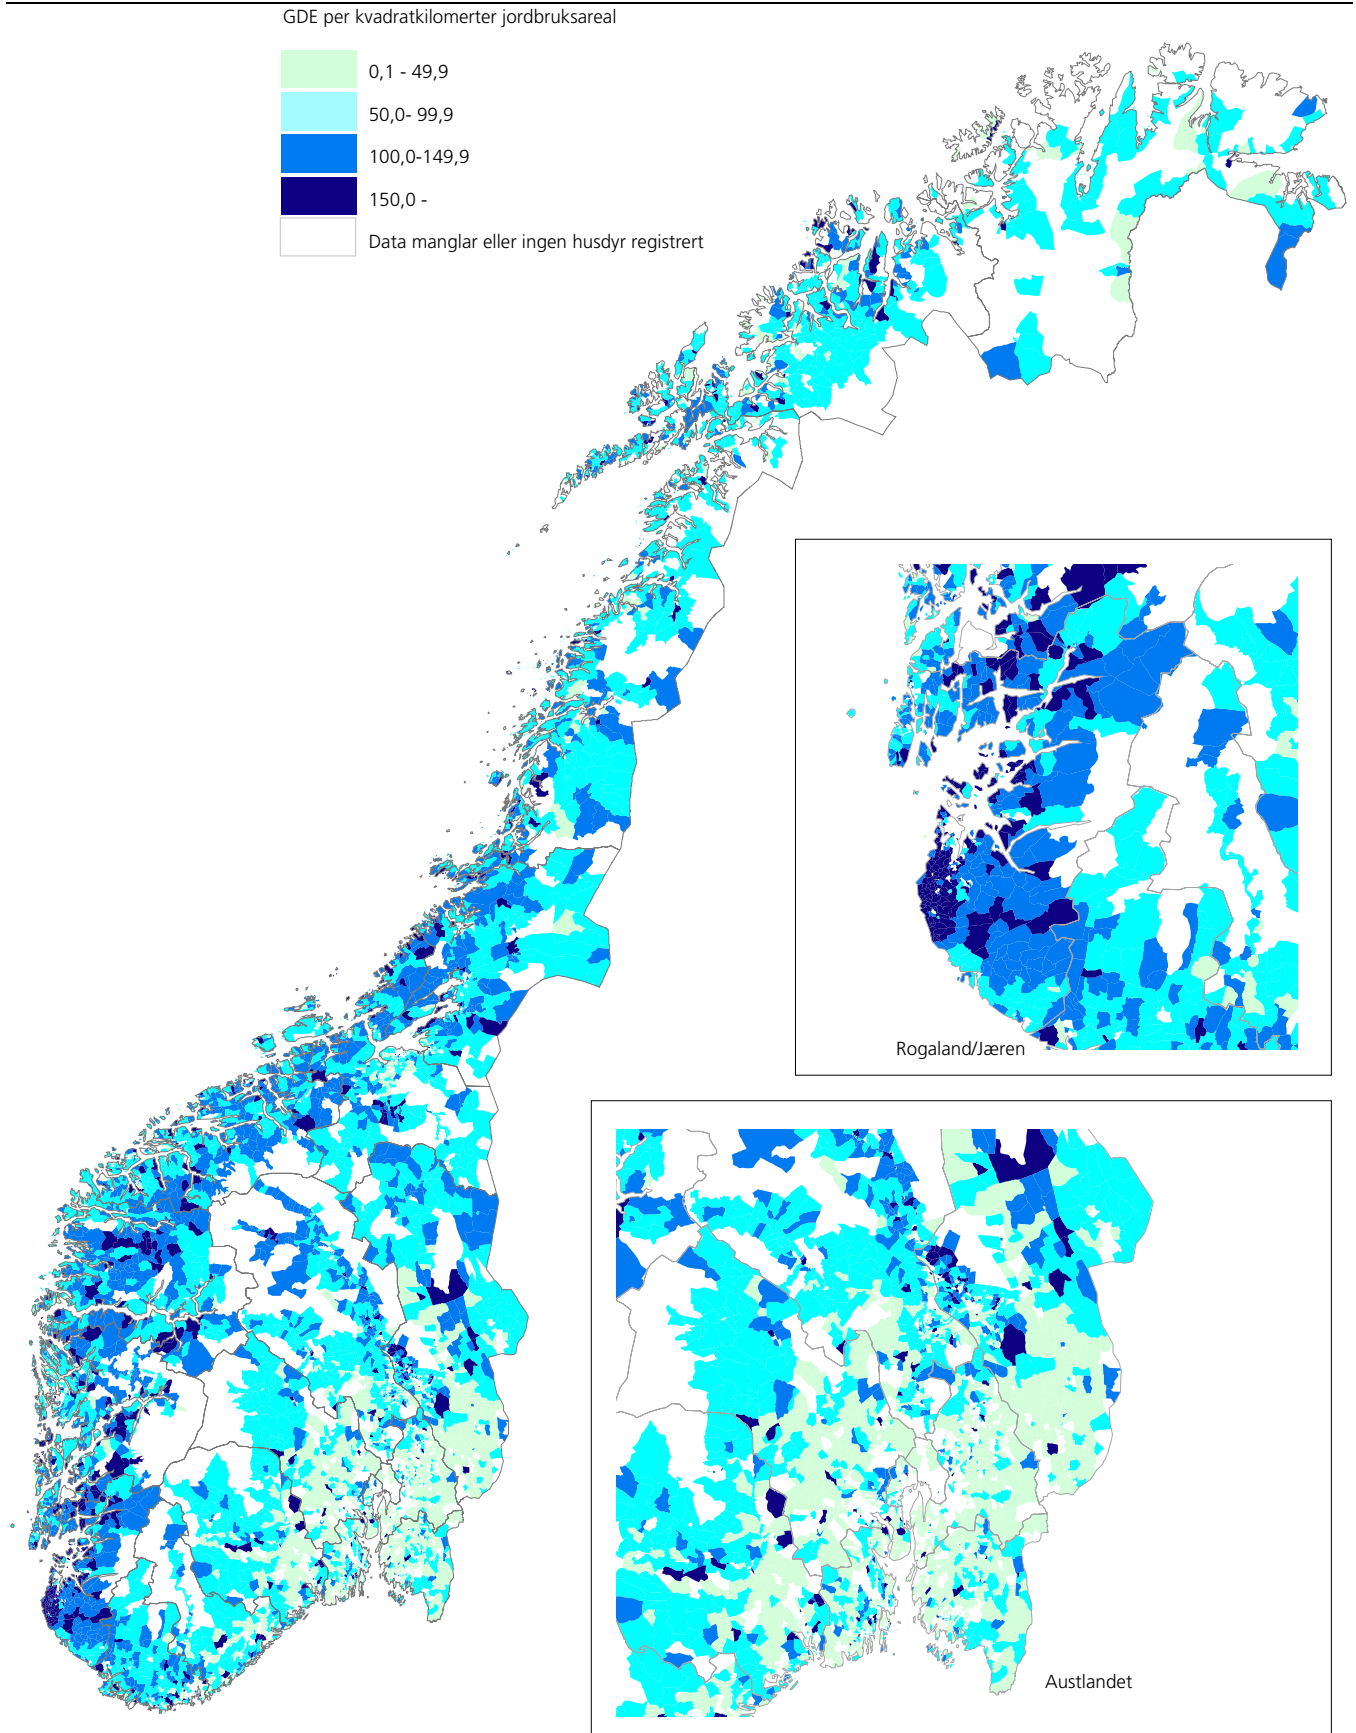 GDE per kvadratkilomerter jordbruksareal
0,1 - 49,9
50,0- 99,9
100,0-149,9
150,0 -
Data manglar eller ingen husdyr registrert
Rogaland/Jæren
Austlandet